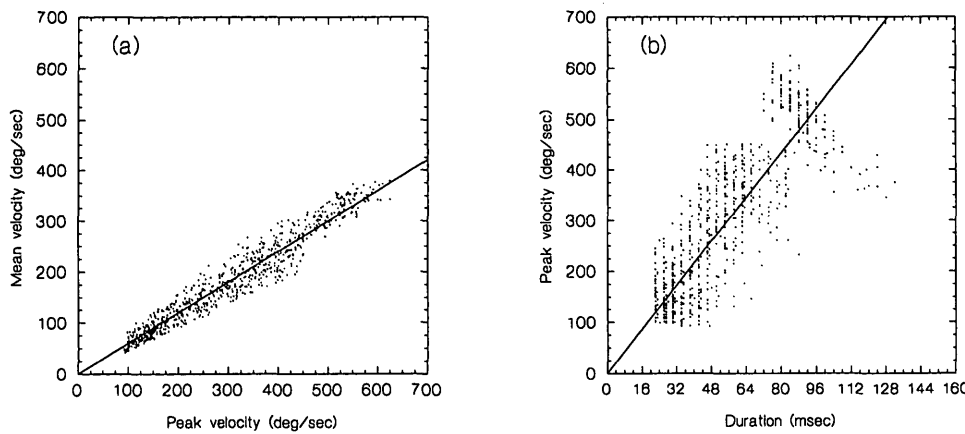 (a)
Mean velocity (deg/sec)
700
600
500
400
300
200
100
0
0 100 200 300 400 500 600 700
Peak velocity (deg/sec)
(b)
Peak velocity (deg/sec)
700
600
500
400
300
200
100
0
0 16 32 48 64 80 96 112 128 144 160
Duration (msec)